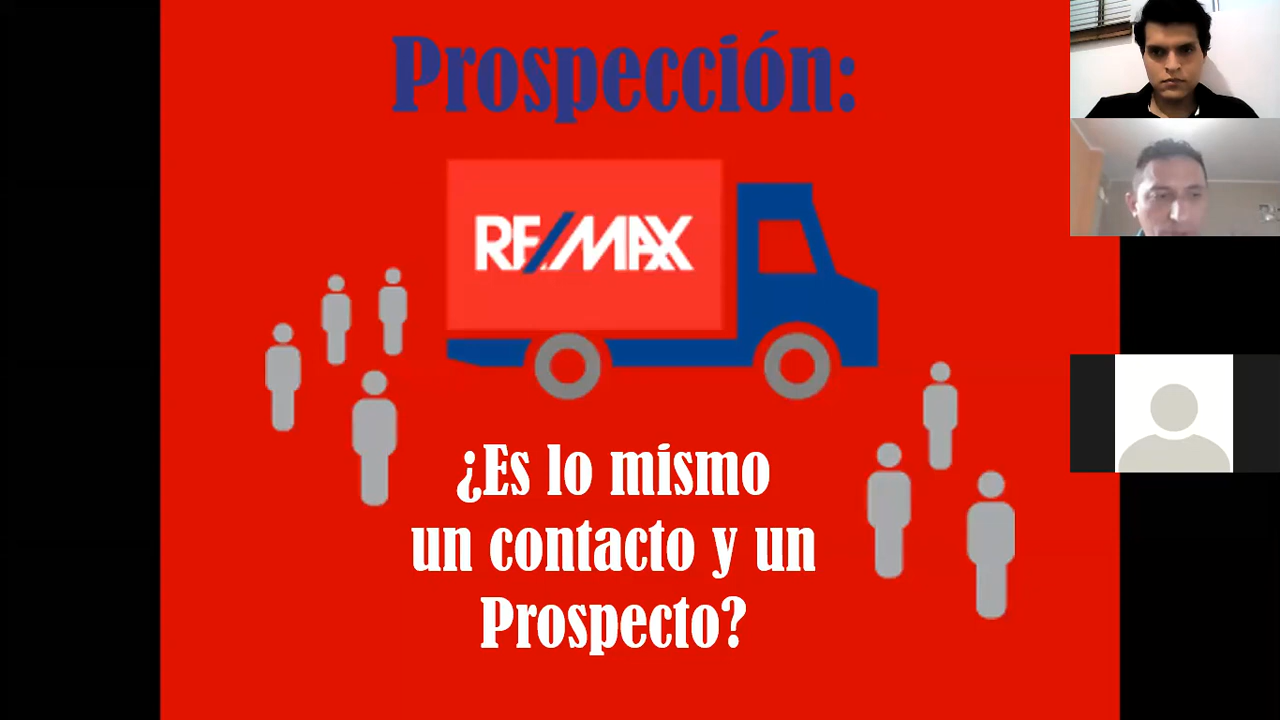 Prospección:
RE/MAX
¿Es lo mismo
un contacto y un
Prospecto?